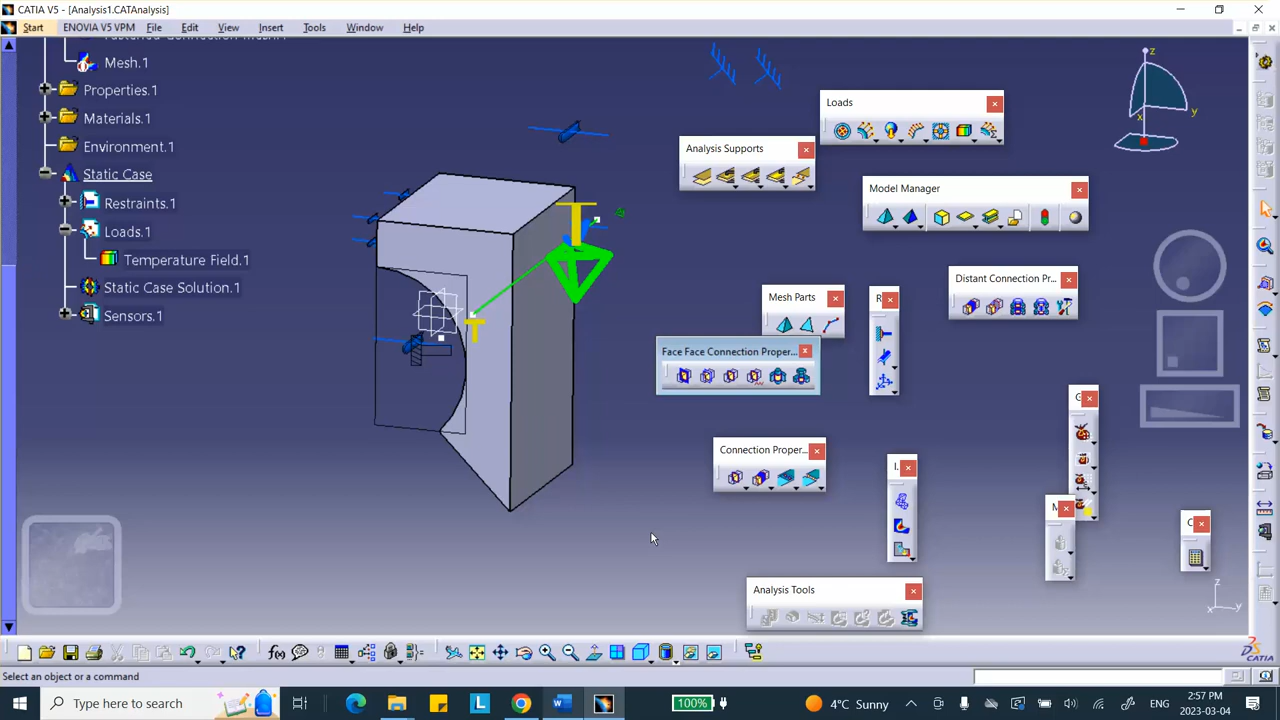 CATIA V5 - [Analysis1.CATAnalysis]
Start ENOVIA V5 VPM File Edit View Insert Tools Window Help
Mesh.1
Properties.1
Materials.1
Environment.1
Static Case
Restraints.1
Loads.1
Temperature Field.1
Static Case Solution.1
Sensors.1
Loads
Analysis Supports
Model Manager
Distant Connection Pr...
Mesh Parts
R
Face Face Connection Proper...
Connection Proper...
I.
Analysis Tools
z
y
x
T
T
z
x y
f(x)
CATIA
Select an object or a command
Type here to search
L
W
100%
4°C Sunny
ENG
2:57 PM
2023-03-04